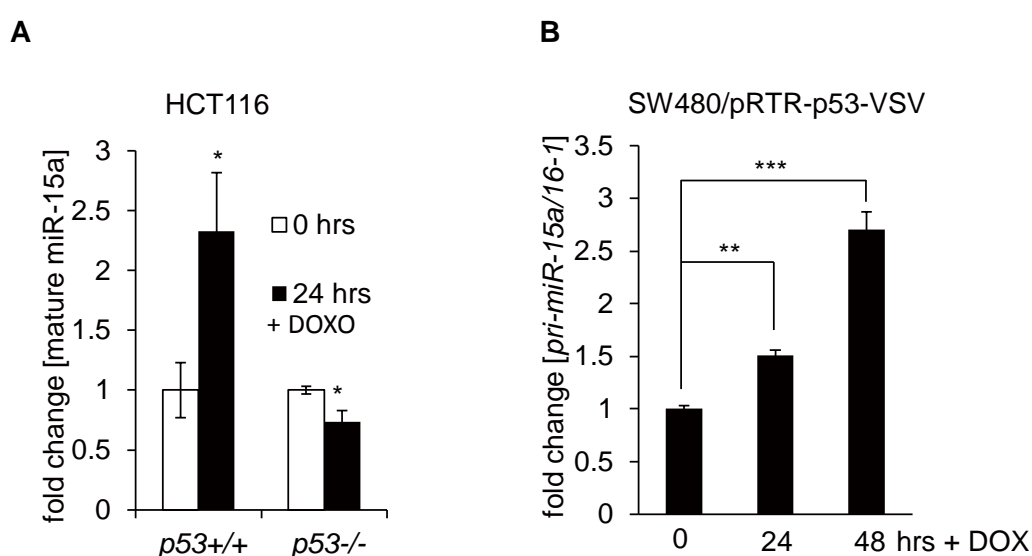 A
HCT116
fold change [mature miR-15a]
3
2.5
2
1.5
1
0.5
0
*
*
0 hrs
24 hrs
+ DOXO
p53+/+
p53-/-
B
SW480/pRTR-p53-VSV
fold change [pri-miR-15a/16-1]
3.5
3
2.5
2
1.5
1
0.5
0
***
**
0
24
48 hrs + DOX